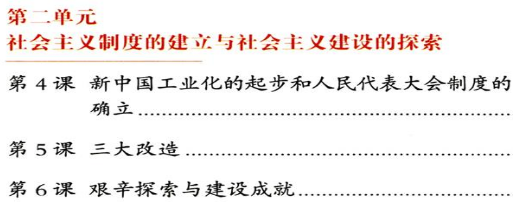 第二单元
社会主义制度的建立与社会主义建设的探索
第4课 新中国工业化的起步和人民代表大会制度的
确立........................................
第5课 三大改造........................................
第6课 艰辛探索与建设成就........................................